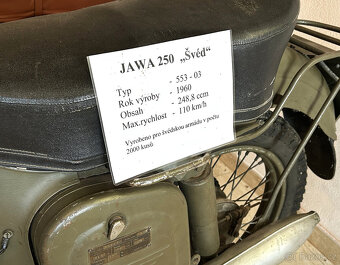 JAWA 250 „Švéd“
Typ - 553 - 03
Rok výroby - 1960
Obsah - 248,8 ccm
Max.rychlost - 110 km/h
Vyrobeno pro švédskou armádu v počtu
2000 kusů.